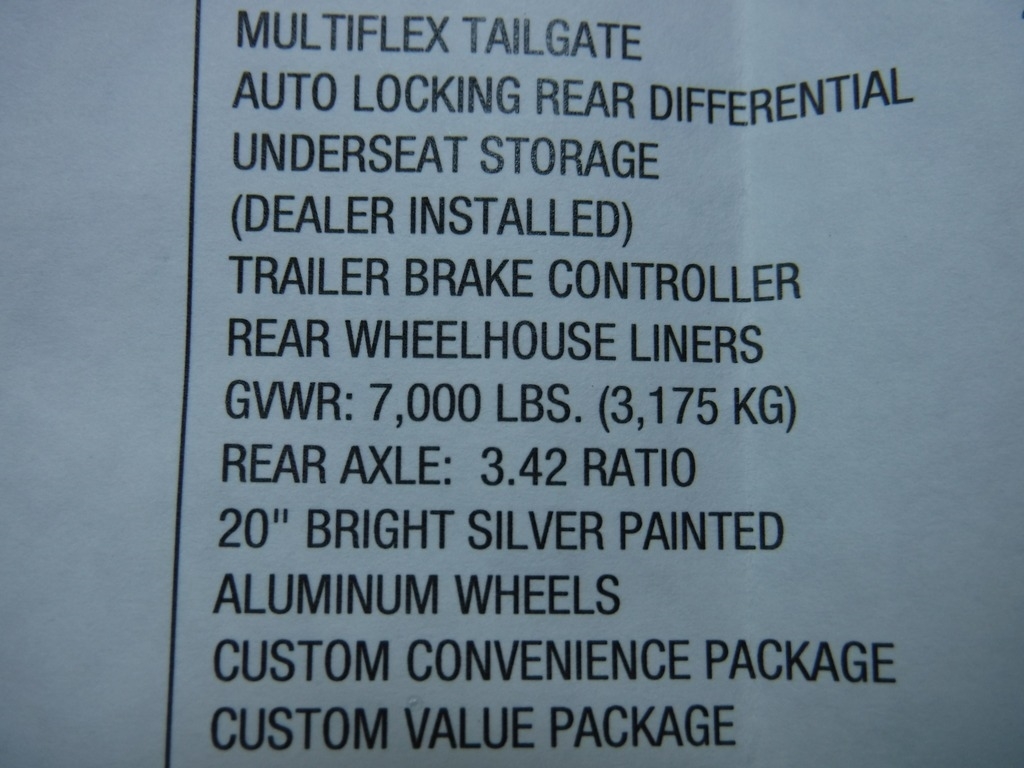 MULTIFLEX TAILGATE
AUTO LOCKING REAR DIFFERENTIAL
UNDERSEAT STORAGE
(DEALER INSTALLED)
TRAILER BRAKE CONTROLLER
REAR WHEELHOUSE LINERS
GVWR: 7,000 LBS. (3,175 KG)
REAR AXLE: 3.42 RATIO
20" BRIGHT SILVER PAINTED
ALUMINUM WHEELS
CUSTOM CONVENIENCE PACKAGE
CUSTOM VALUE PACKAGE